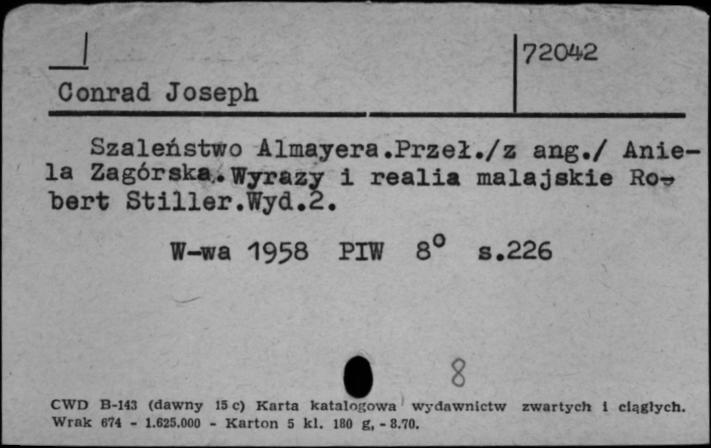 72042
Conrad Joseph
Szaleństwo Almayera.Przeł./z ang./ Anie-
la Zagórska.Wyrazy i realia malajskie Ro-
bert Stiller.Wyd.2.
W-wa 1958 PIW 8° s.226
8
CWD B-143 (dawny 15 c) Karta katalogowa wydawnictw zwartych i ciągłych.
Wrak 674 - 1.625.000 - Karton 5 kl. 180 g, - 8.70.